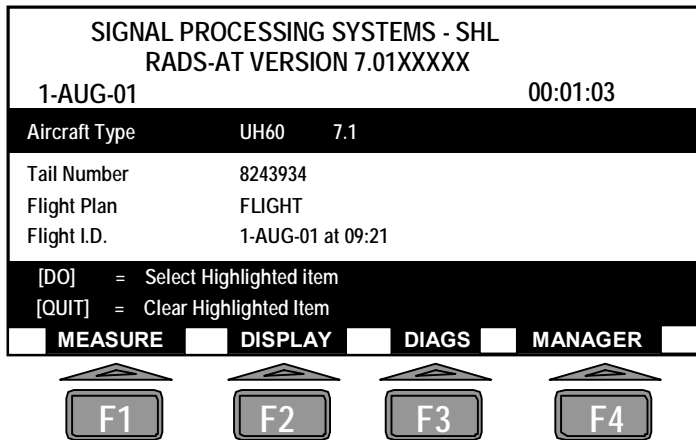 SIGNAL PROCESSING SYSTEMS - SHL
RADS-AT VERSION 7.01XXXXX
1-AUG-01 00:01:03
Aircraft Type UH60 7.1
Tail Number 8243934
Flight Plan FLIGHT
Flight I.D. 1-AUG-01 at 09:21
[DO] = Select Highlighted item
[QUIT] = Clear Highlighted Item
MEASURE DISPLAY DIAGS MANAGER
F1 F2 F3 F4